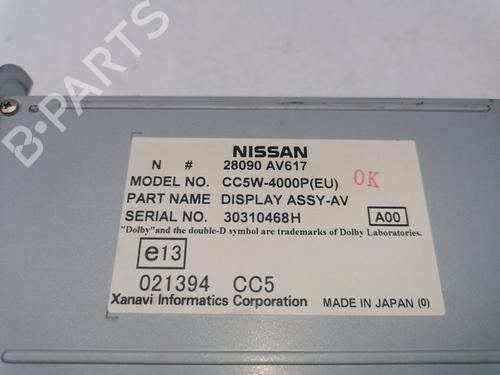 NISSAN
N # 28090 AV617
MODEL NO. CC5W-4000P(EU) OK
PART NAME DISPLAY ASSY-AV
SERIAL NO. 30310468H A00
"Dolby" and the double-D symbol are trademarks of Dolby Laboratories.
e13
021394 CC5
Xanavi Informatics Corporation MADE IN JAPAN (0)
B-PARTS